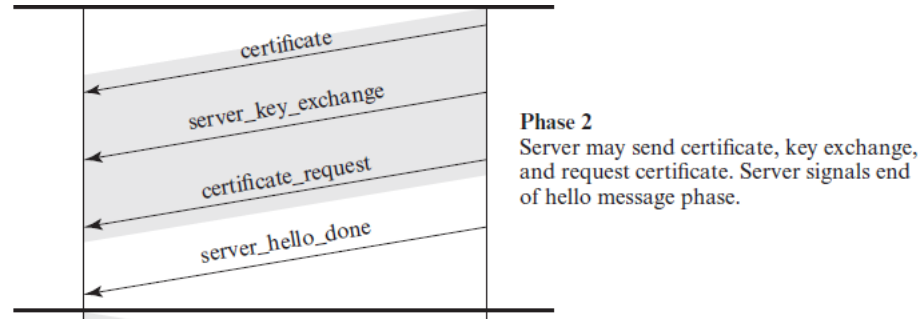 certificate
server_key_exchange
certificate_request
server_hello_done
Phase 2
Server may send certificate, key exchange,
and request certificate. Server signals end
of hello message phase.